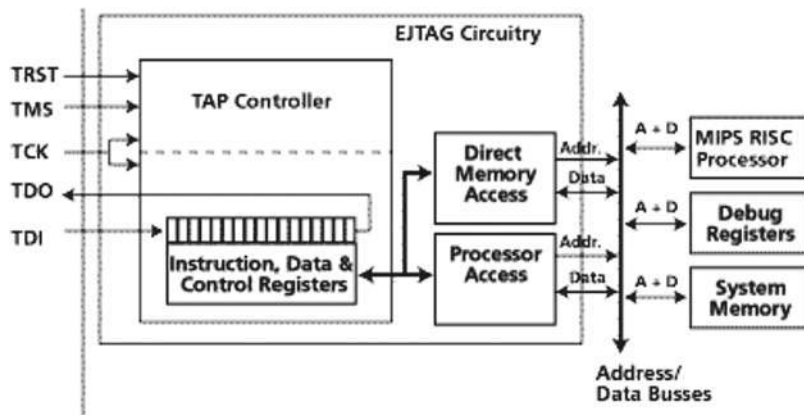 EJTAG Circuitry
TRST
TMS
TCK
TDO
TDI
TAP Controller
Instruction, Data &
Control Registers
Direct
Memory
Access
Processor
Access
Addr.
Data
Addr.
Data
A + D
A + D
A + D
MIPS RISC
Processor
Debug
Registers
System
Memory
Address/
Data Busses